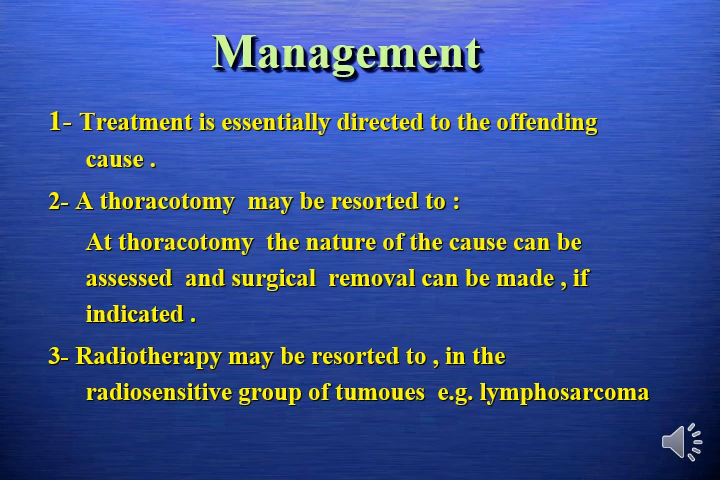 Management
1- Treatment is essentially directed to the offending
cause .
2- A thoracotomy may be resorted to :
At thoracotomy the nature of the cause can be
assessed and surgical removal can be made , if
indicated .
3- Radiotherapy may be resorted to , in the
radiosensitive group of tumoues e.g. lymphosarcoma